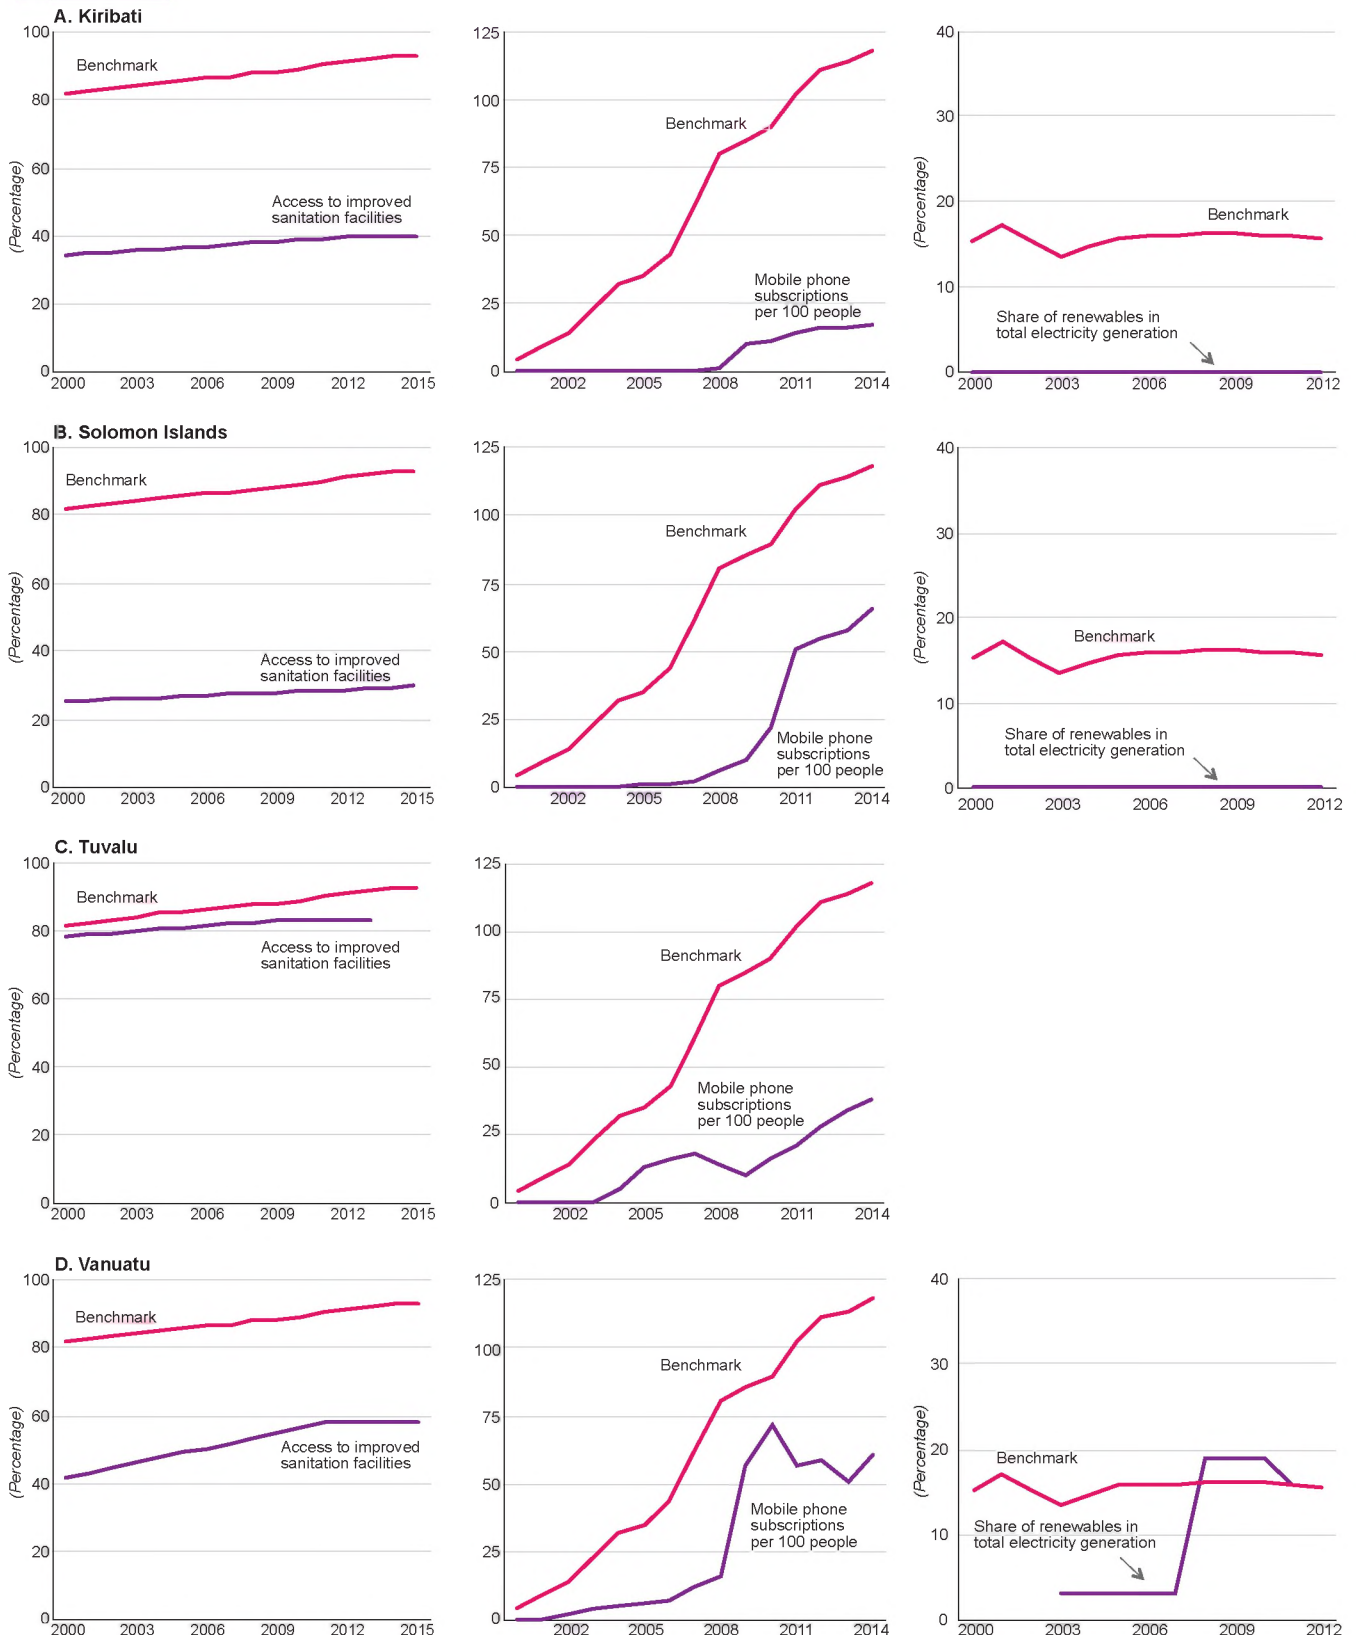 A. Kiribati
100
80
60
40
20
0
(Percentage)
Benchmark
Access to improved
sanitation facilities
2000 2003 2006 2009 2012 2015
125
100
75
50
25
0
Benchmark
Mobile phone
subscriptions
per 100 people
2002 2005 2008 2011 2014
40
30
20
10
0
(Percentage)
Benchmark
Share of renewables in
total electricity generation
2000 2003 2006 2009 2012
B. Solomon Islands
100
80
60
40
20
0
(Percentage)
Benchmark
Access to improved
sanitation facilities
2000 2003 2006 2009 2012 2015
125
100
75
50
25
0
Benchmark
Mobile phone
subscriptions
per 100 people
2002 2005 2008 2011 2014
40
30
20
10
0
(Percentage)
Benchmark
Share of renewables in
total electricity generation
2000 2003 2006 2009 2012
C. Tuvalu
100
80
60
40
20
0
(Percentage)
Benchmark
Access to improved
sanitation facilities
2000 2003 2006 2009 2012 2015
125
100
75
50
25
0
Benchmark
Mobile phone
subscriptions
per 100 people
2002 2005 2008 2011 2014
D. Vanuatu
100
80
60
40
20
0
(Percentage)
Benchmark
Access to improved
sanitation facilities
2000 2003 2006 2009 2012 2015
125
100
75
50
25
0
Benchmark
Mobile phone
subscriptions
per 100 people
2002 2005 2008 2011 2014
40
30
20
10
0
(Percentage)
Benchmark
Share of renewables in
total electricity generation
2000 2003 2006 2009 2012